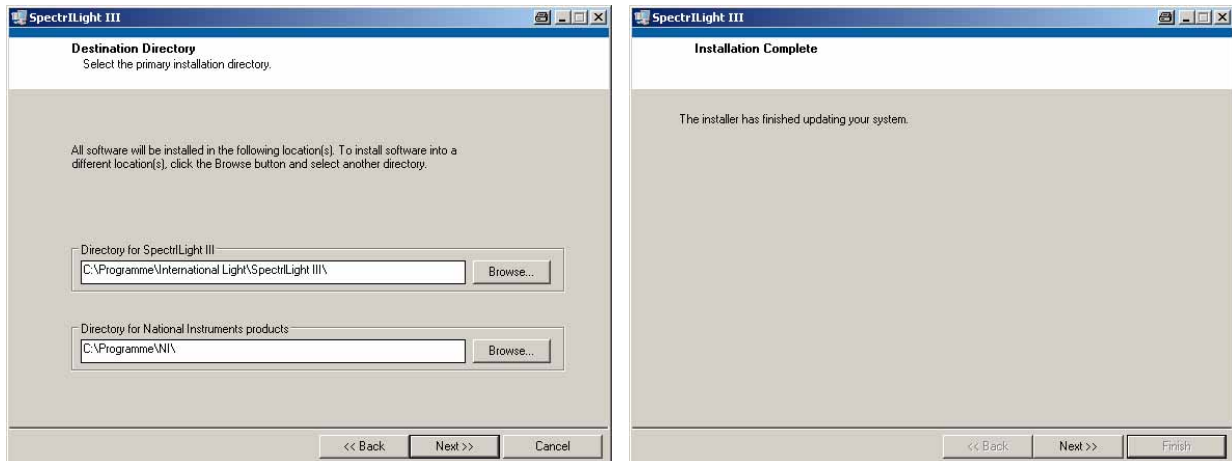 SpectrILight III
Destination Directory
Select the primary installation directory.
All software will be installed in the following location(s). To install software into a
different location(s), click the Browse button and select another directory.
Directory for SpectrILight III
C:\Programme\International Light\SpectrILight III\
Browse...
Directory for National Instruments products
C:\Programme\NI\
Browse...
<< Back
Next >>
Cancel
SpectrILight III
Installation Complete
The installer has finished updating your system.
<< Back
Next >>
Finish